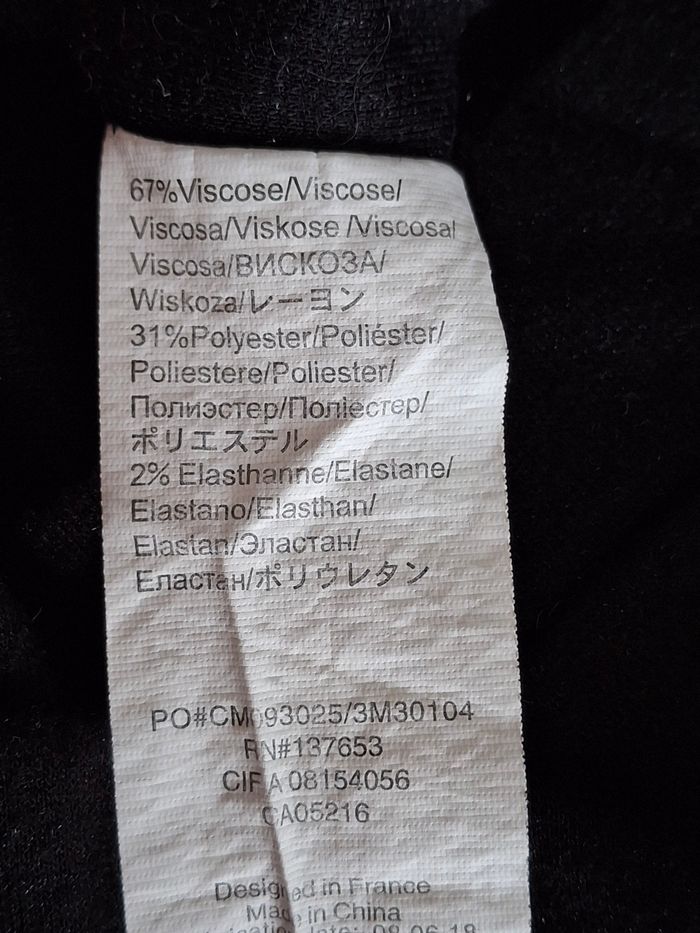 67%Viscose/Viscose/
Viscosa/Viskose /Viscosa/
Viscosa/ВИСКОЗА/
Wiskoza/レーヨン
31%Polyester/Poliéster/
Poliestere/Poliester/
Полиэстер/Поліестер/
ポリエステル
2% Elasthanne/Elastane/
Elastano/Elasthan/
Elastan/Эластан/
Еластан/ポリウレタン
PO#CM093025/3M30104
RN#137653
CIF A 08154056
CA05216
Designed in France
Made in China